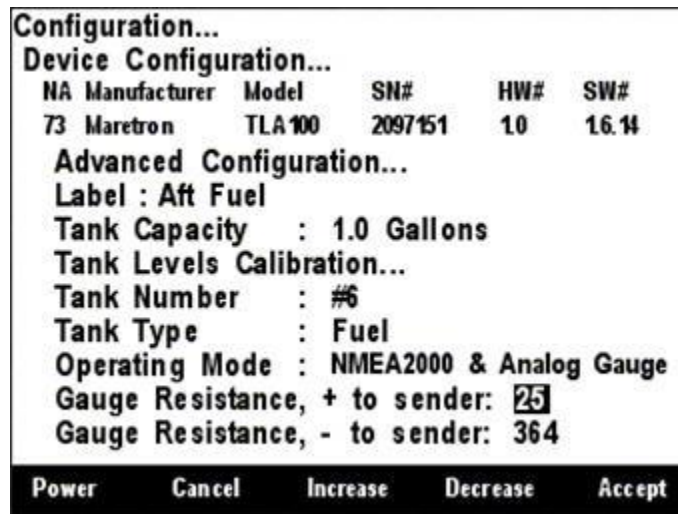 Configuration...
Device Configuration...
NA Manufacturer Model SN# HW# SW#
73 Maretron TLA100 2097151 1.0 1.6.14
Advanced Configuration...
Label : Aft Fuel
Tank Capacity : 1.0 Gallons
Tank Levels Calibration...
Tank Number : #6
Tank Type : Fuel
Operating Mode : NMEA2000 & Analog Gauge
Gauge Resistance, + to sender: 25
Gauge Resistance, - to sender: 364
Power Cancel Increase Decrease Accept